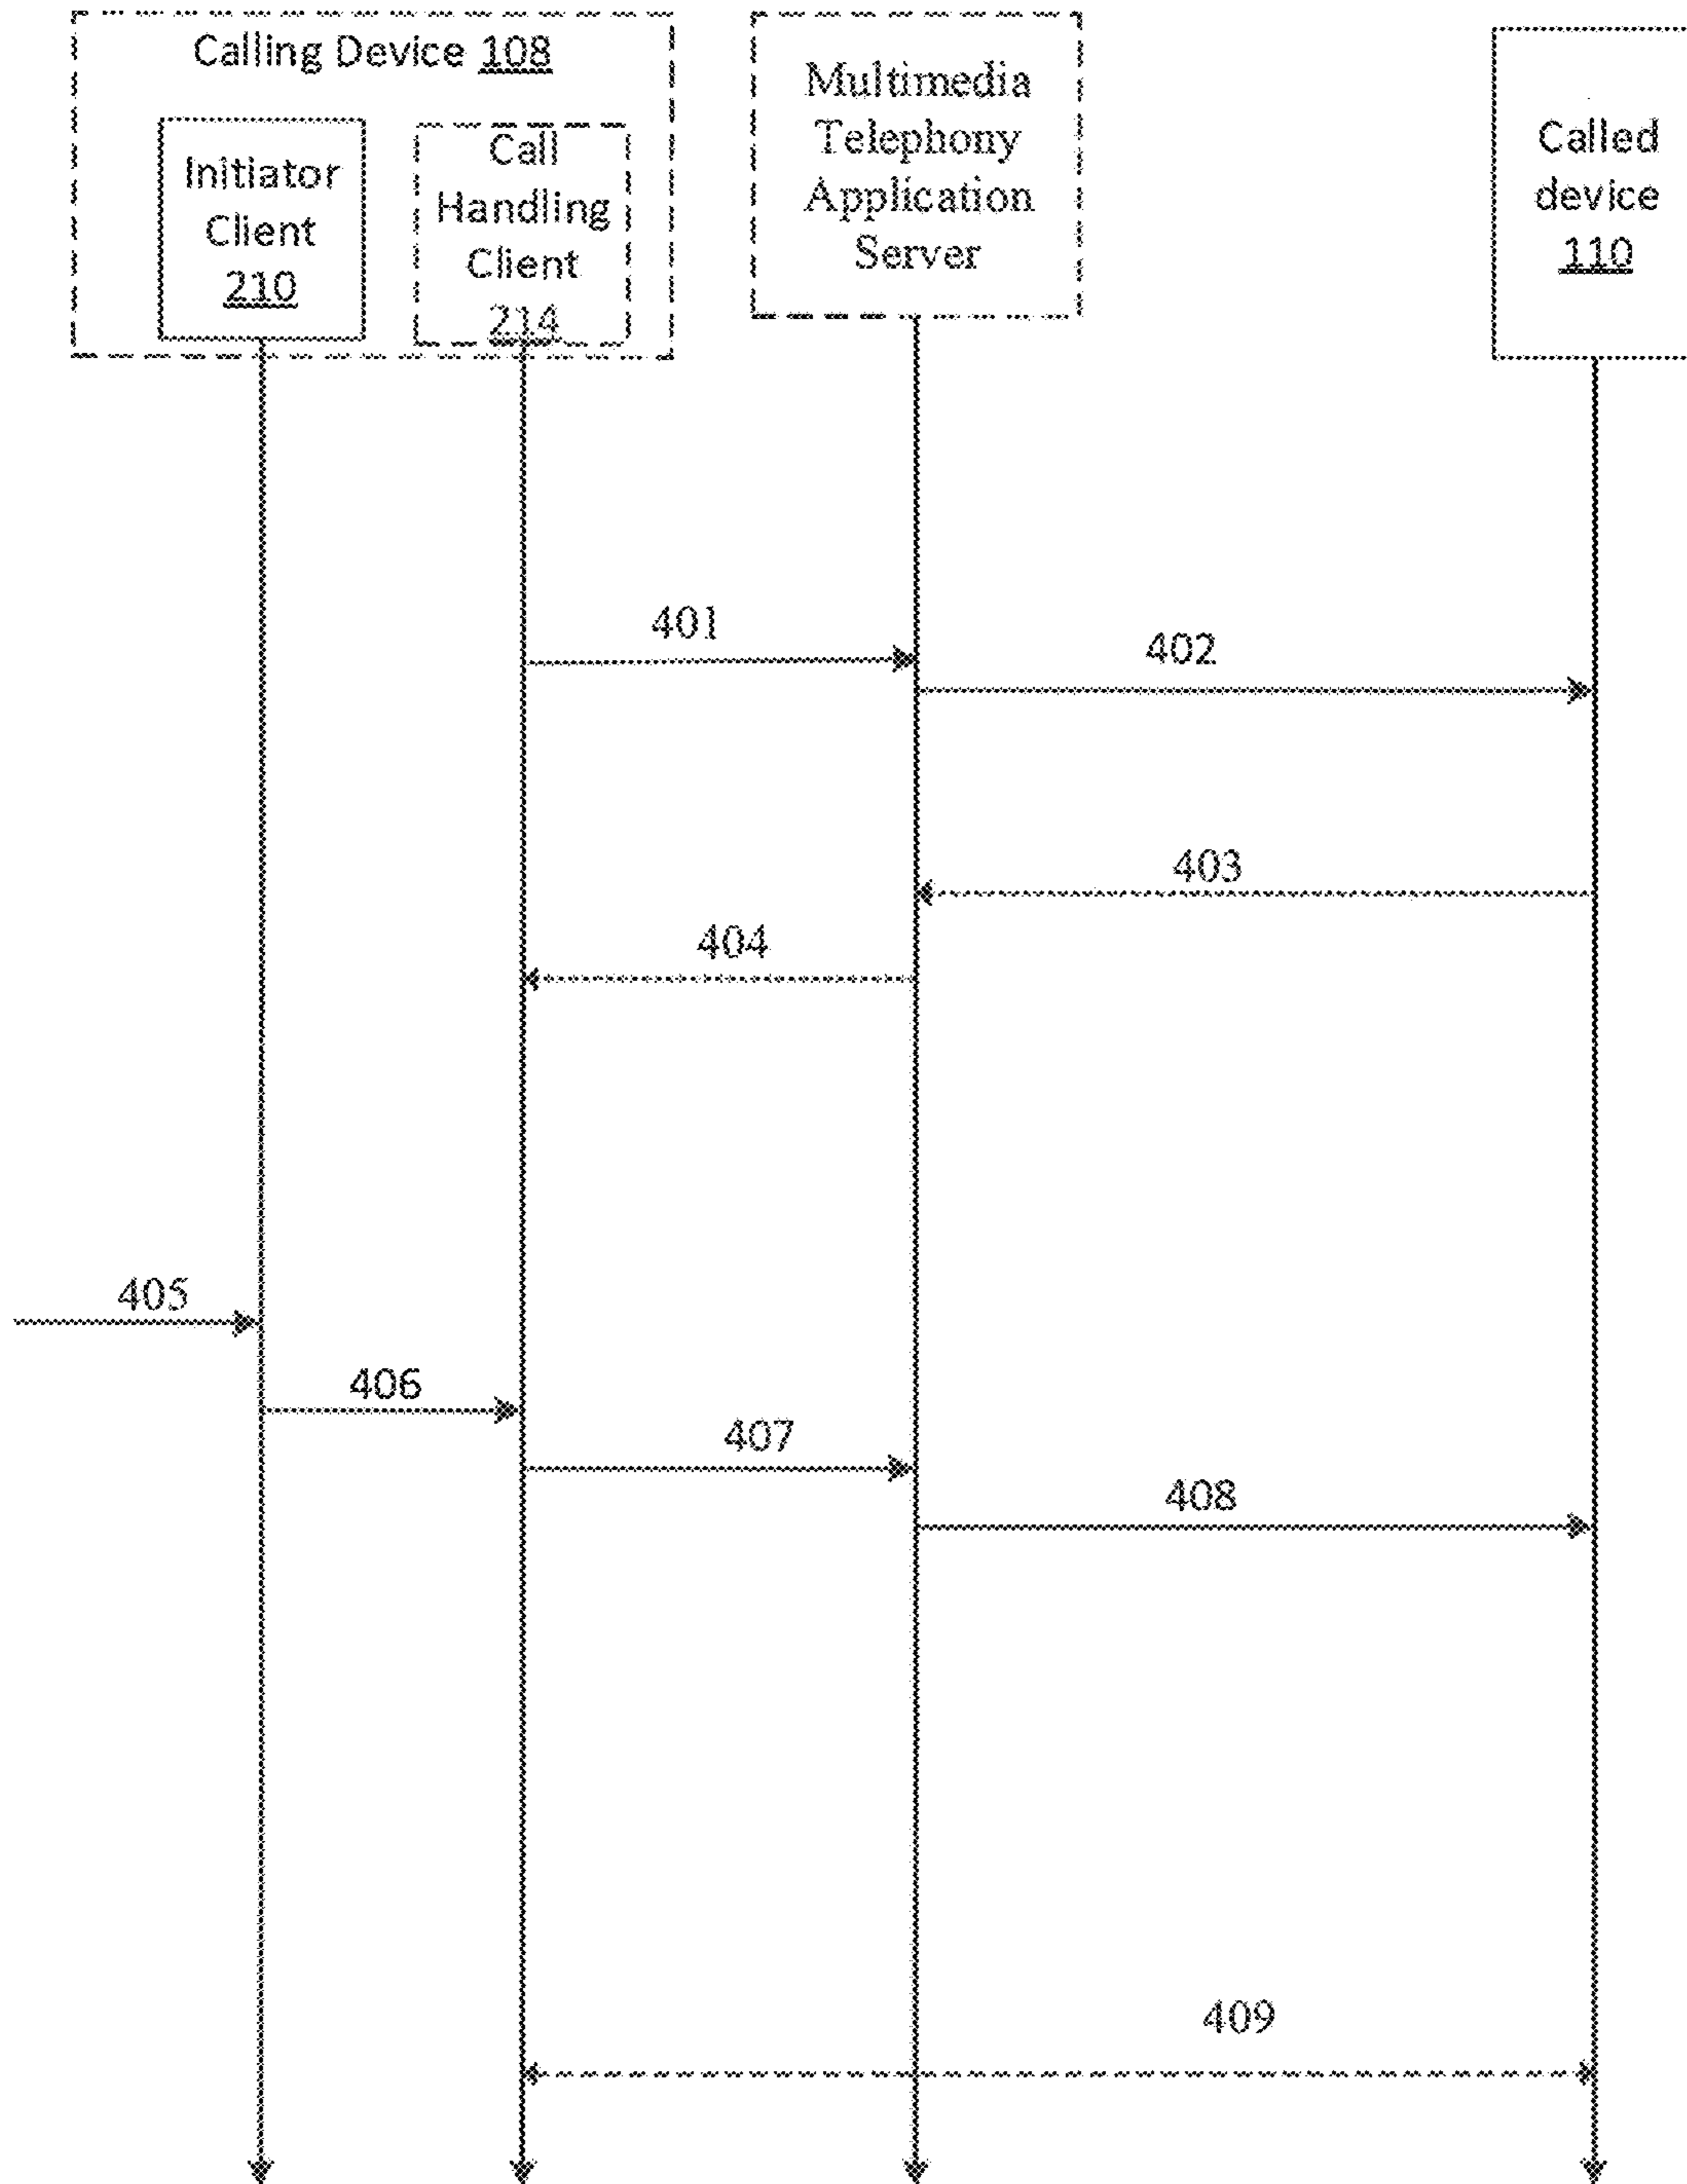 Calling Device 108
Initiator
Client
210
Call
Handling
Client
214
Multimedia
Telephony
Application
Server
Called
device
110
401
402
403
404
405
406
407
408
409